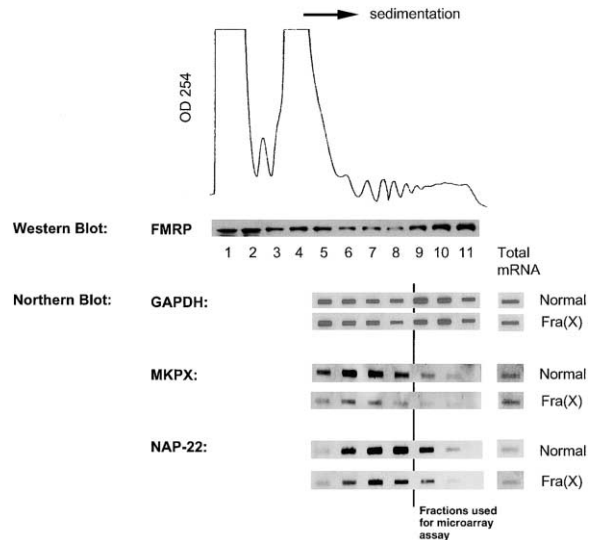 sedimentation
OD 254
Western Blot: FMRP
1 2 3 4 5 6 7 8 9 10 11 Total
mRNA
Northern Blot: GAPDH: Normal
Fra(X)
MKPX: Normal
Fra(X)
NAP-22: Normal
Fra(X)
Fractions used
for microarray
assay